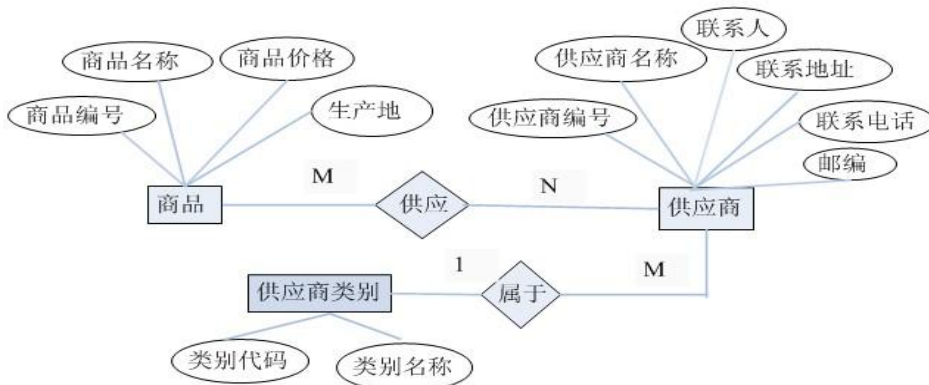 联系人
商品名称
商品价格
供应商名称
联系地址
商品编号
生产地
供应商编号
联系电话
邮编
M
N
商品
供应
供应商
1
M
供应商类别
属于
类别代码
类别名称